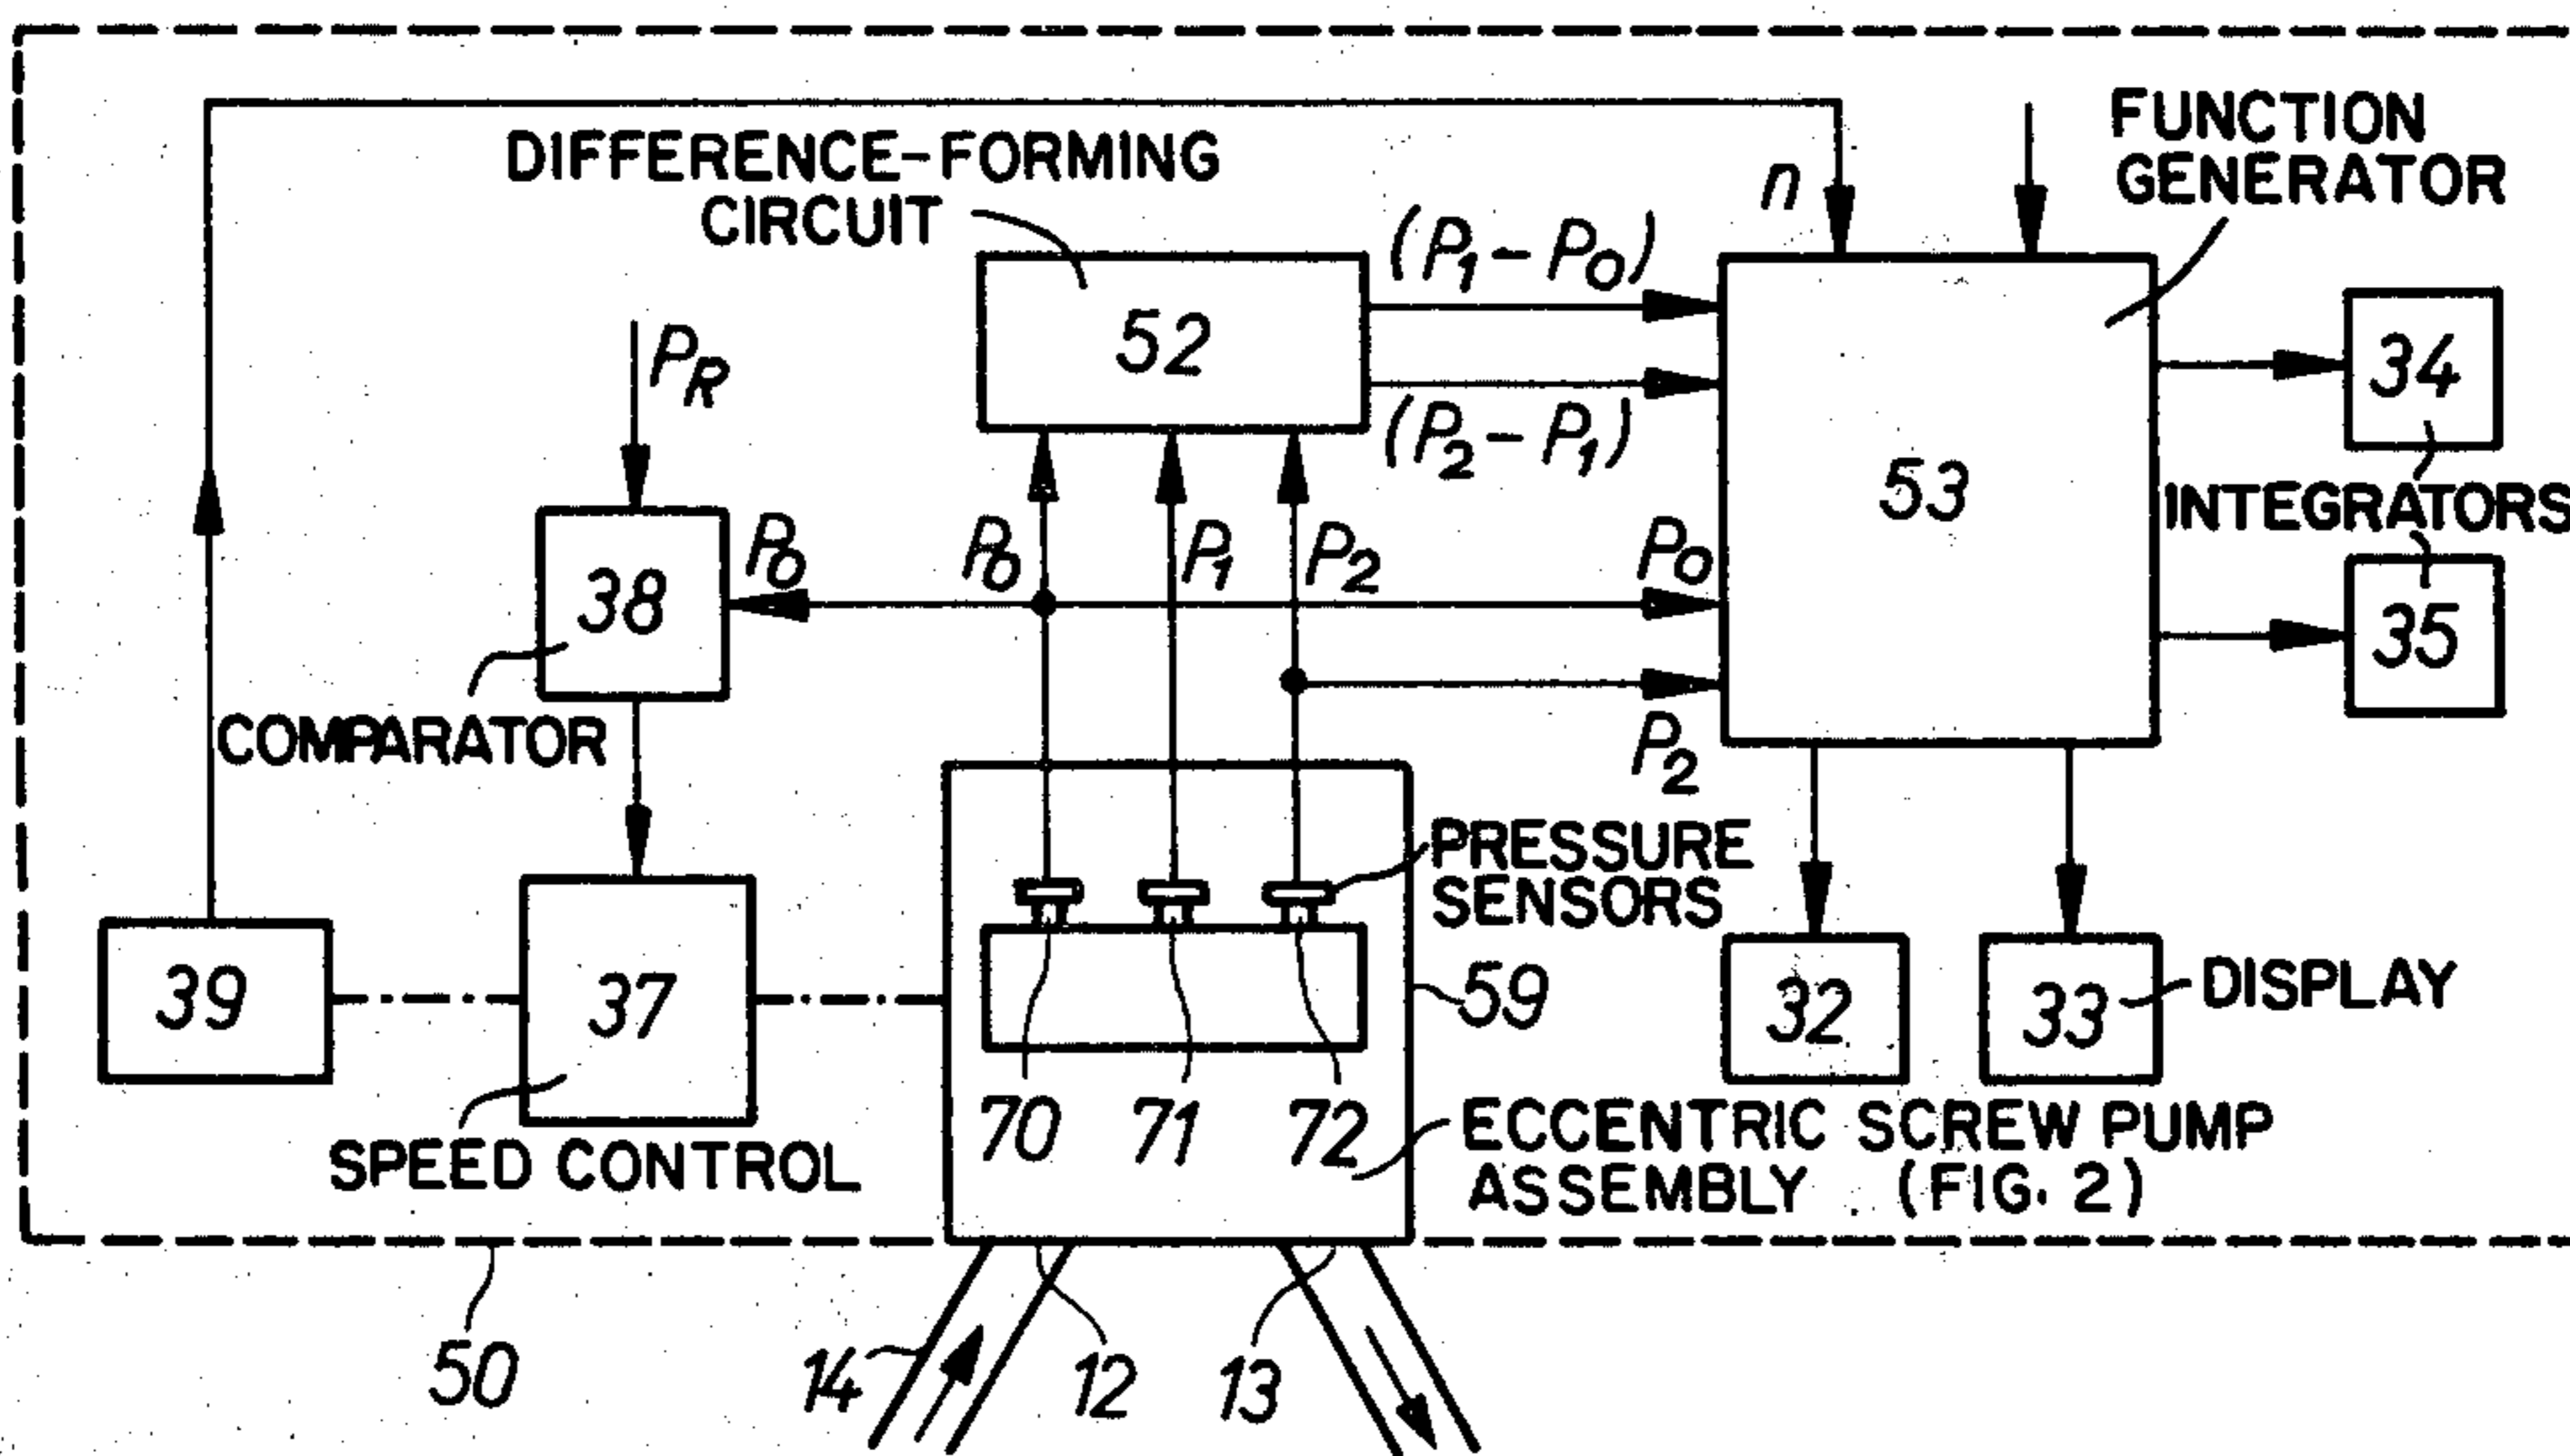 DIFFERENCE-FORMING
CIRCUIT
FUNCTION
GENERATOR
n
(P1-P0)
(P2-P1)
52
53
34
INTEGRATORS
35
PR
38
COMPARATOR
P0
P0
P1
P2
P0
P2
PRESSURE
SENSORS
39
37
SPEED CONTROL
59
32
33
DISPLAY
70
71
72
ECCENTRIC SCREW PUMP
ASSEMBLY (FIG. 2)
50
14
12
13